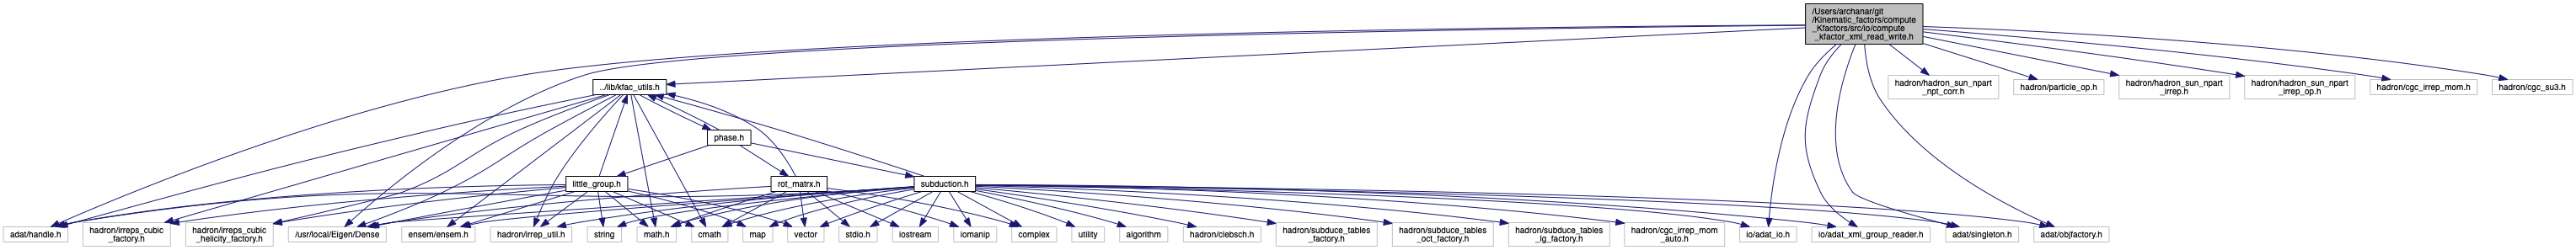 /Users/archanar/git
/Kinematic_factors/compute
_Kfactors/src/io/compute
_kfactor_xml_read_write.h
../lib/kfac_utils.h
hadron/hadron_sun_npart
_npt_corr.h
hadron/particle_op.h
hadron/hadron_sun_npart
_irrep.h
hadron/hadron_sun_npart
_irrep_op.h
hadron/cgc_irrep_mom.h
hadron/cgc_su3.h
phase.h
little_group.h
rot_matrx.h
subduction.h
adat/handle.h
hadron/irreps_cubic
_factory.h
hadron/irreps_cubic
_helicity_factory.h
/usr/local/Eigen/Dense
ensem/ensem.h
hadron/irrep_util.h
string
math.h
cmath
map
vector
stdio.h
iostream
iomanip
complex
utility
algorithm
hadron/clebsch.h
hadron/subduce_tables
_factory.h
hadron/subduce_tables
_oct_factory.h
hadron/subduce_tables
_lg_factory.h
hadron/cgc_irrep_mom
_auto.h
io/adat_io.h
io/adat_xml_group_reader.h
adat/singleton.h
adat/objfactory.h